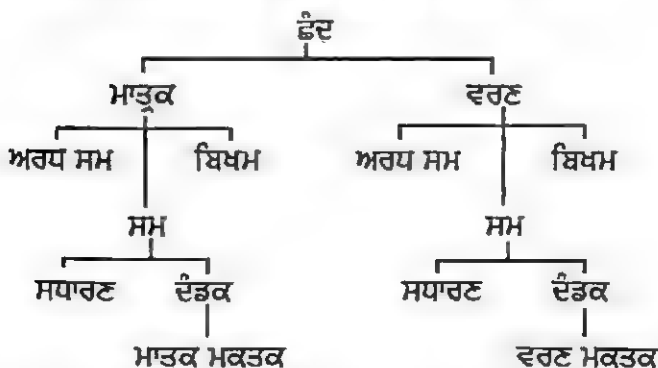 ਛੰਦ
ਮਾਤ੍ਰਕ ਵਰਣ
ਅਰਧ ਸਮ ਬਿਖਮ ਅਰਧ ਸਮ ਬਿਖਮ
ਸਮ ਸਮ
ਸਧਾਰਣ ਦੰਡਕ ਸਧਾਰਣ ਦੰਡਕ
ਮਾਤਕ ਮਕਤਕ ਵਰਣ ਮਕਤਕ